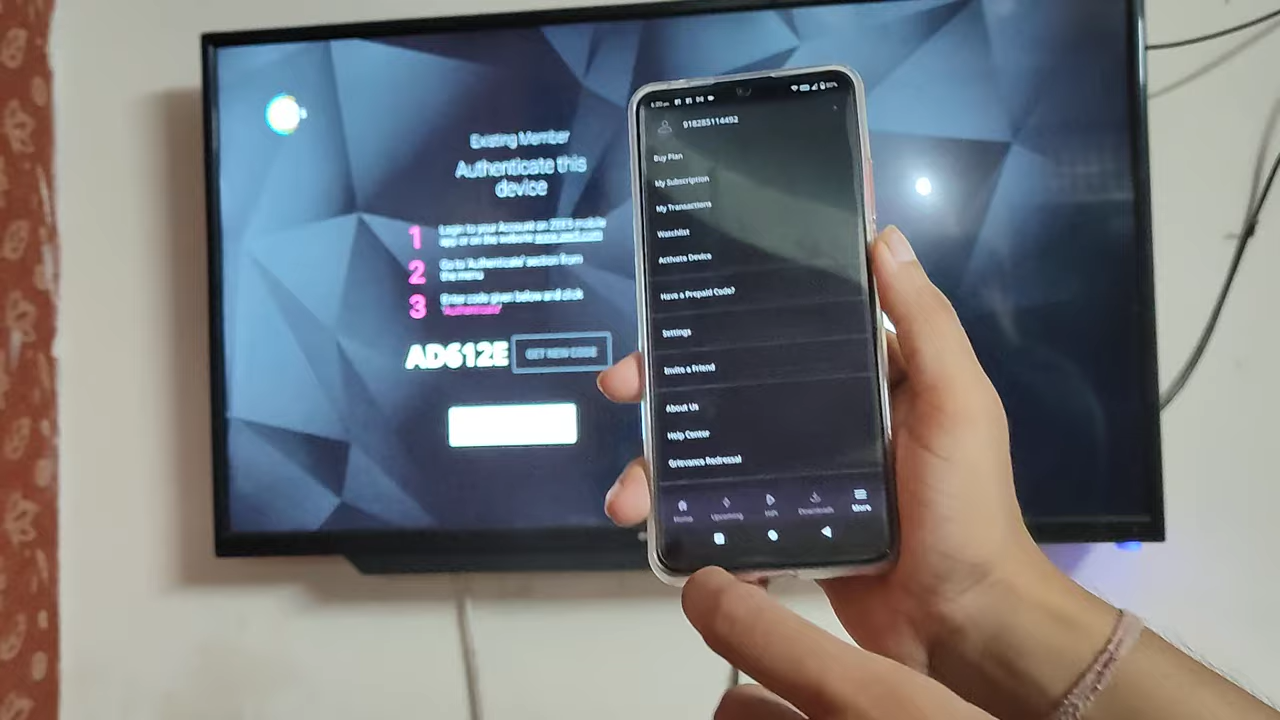 Existing Member
Authenticate this
device
1
Login to your Account on ZEE5 mobile
app or on the website www.zee5.com
2
Go to 'Authenticate' section from
the menu
3
Enter code given below and click
'Authenticate'
AD612E
GET NEW CODE
918285114492
Buy Plan
My Subscription
My Transactions
Watchlist
Activate Device
Have a Prepaid Code?
Settings
Invite a Friend
About Us
Help Center
Grievance Redressal
Home
Upcoming
Downloads
More